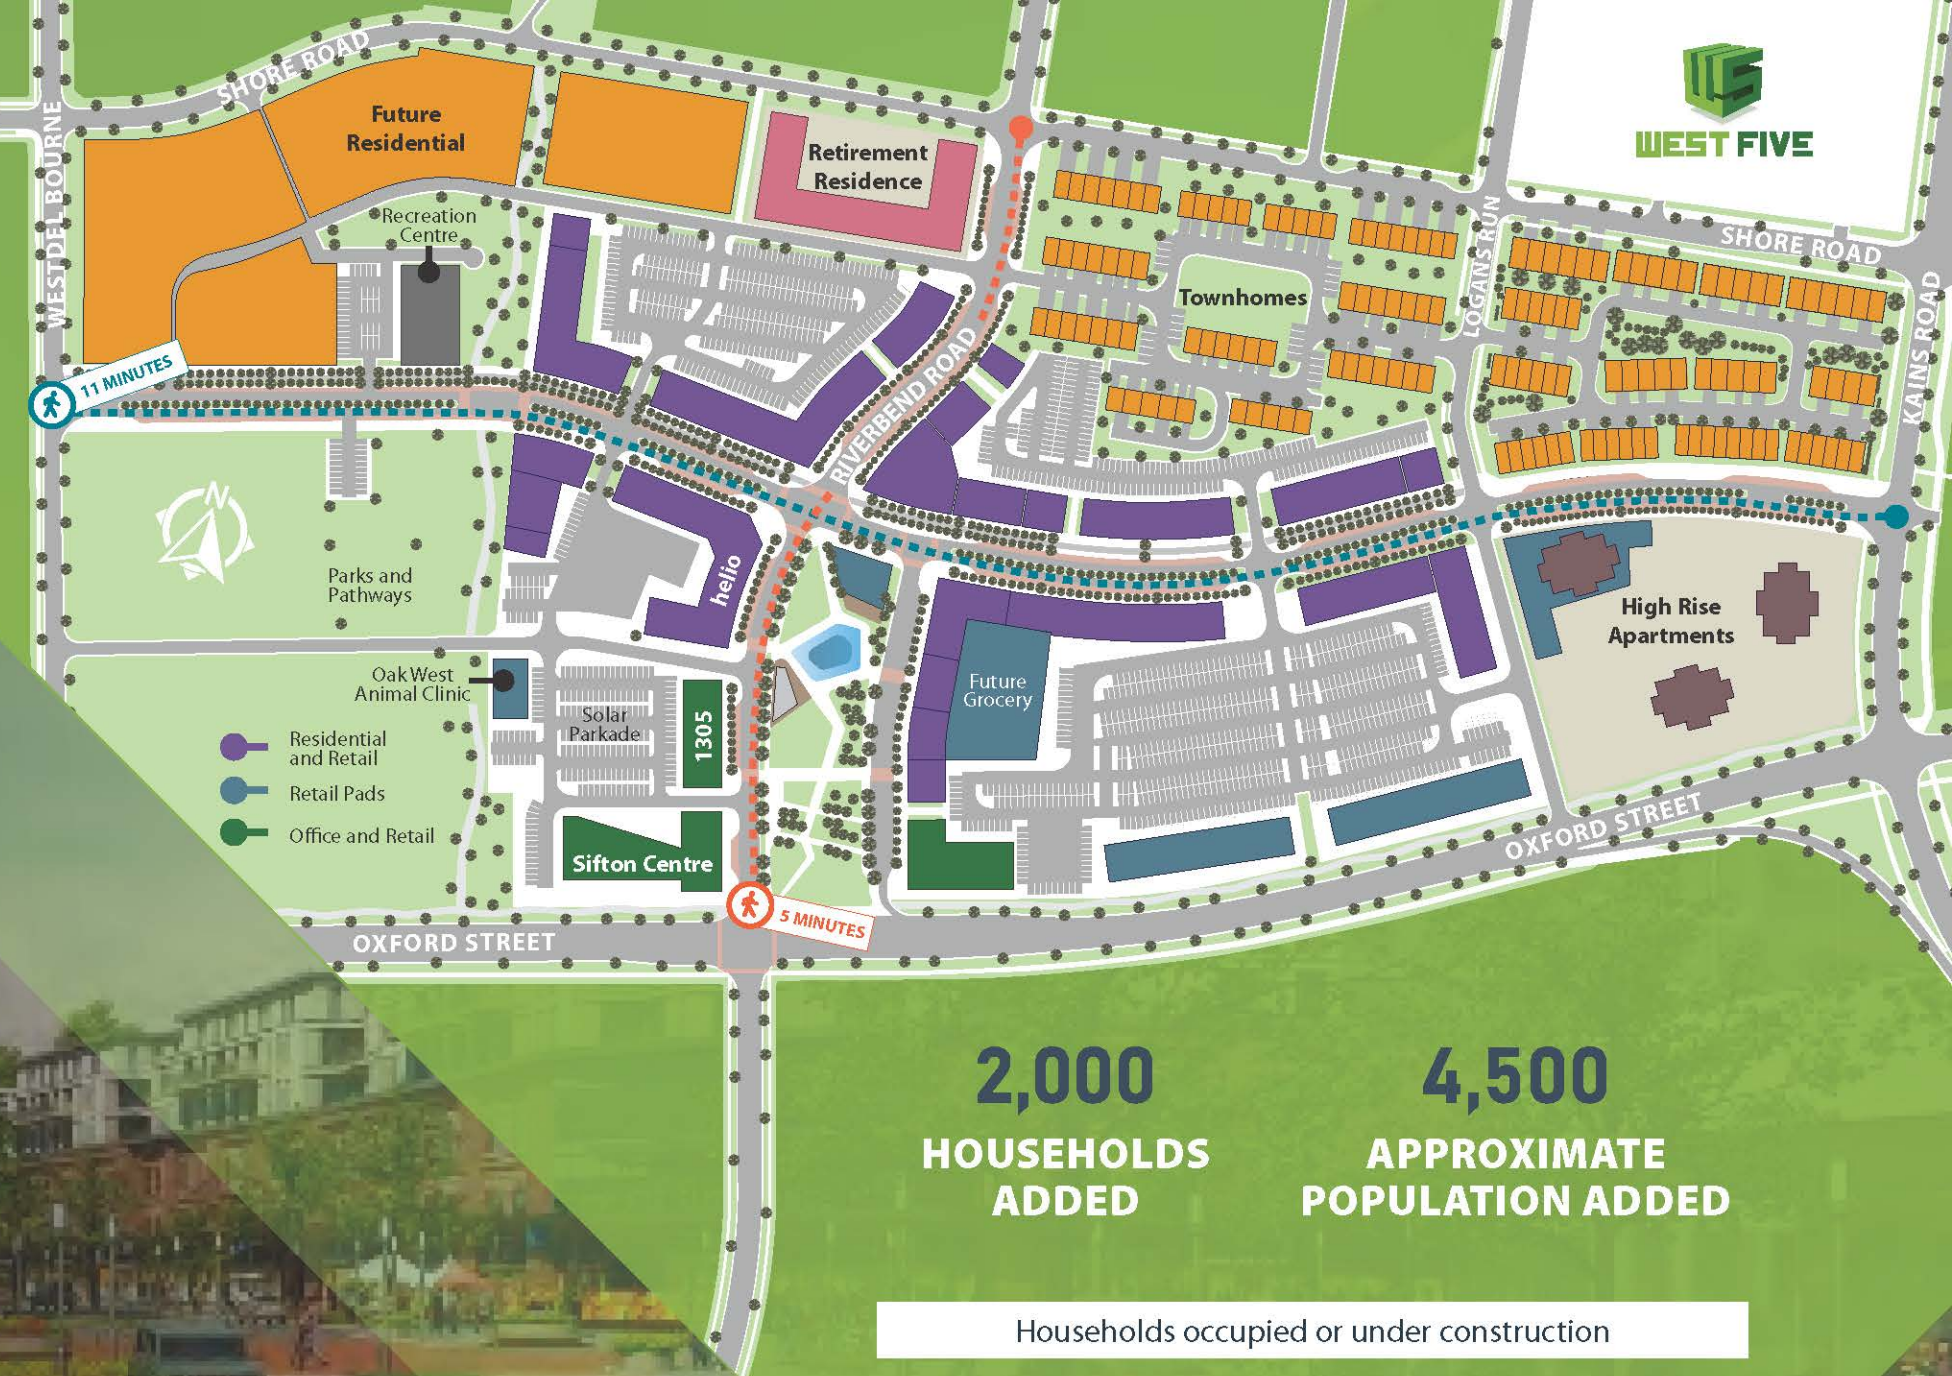 SHORE ROAD
WESTDEL BOURNE
Future
Residential
Retirement
Residence
WEST FIVE
Recreation
Centre
11 MINUTES
RIVERBEND ROAD
Townhomes
LOGANS RUN
SHORE ROAD
KAINS ROAD
N
Parks and
Pathways
helio
High Rise
Apartments
Oak West
Animal Clinic
Solar
Parkade
1305
Future
Grocery
Residential
and Retail
Retail Pads
Office and Retail
Sifton Centre
5 MINUTES
OXFORD STREET
OXFORD STREET
2,000
HOUSEHOLDS
ADDED
4,500
APPROXIMATE
POPULATION ADDED
Households occupied or under construction